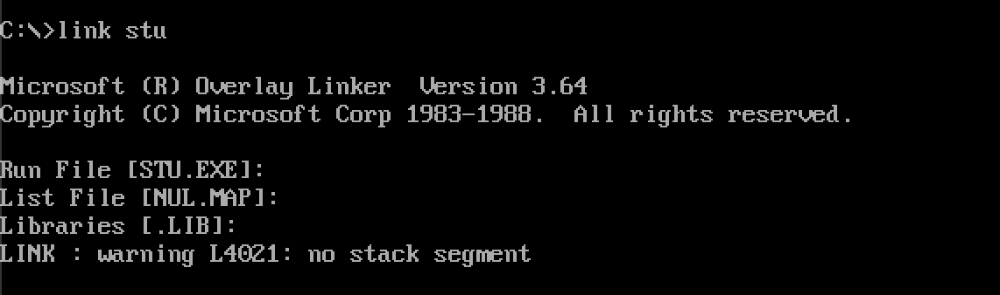 C:\>link stu
Microsoft (R) Overlay Linker  Version 3.64
Copyright (C) Microsoft Corp 1983-1988.  All rights reserved.
Run File [STU.EXE]:
List File [NUL.MAP]:
Libraries [.LIB]:
LINK : warning L4021: no stack segment